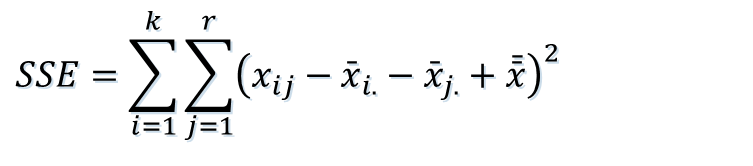 SSE = \sum_{i=1}^{k} \sum_{j=1}^{r} (x_{ij} - \bar{x}_{i.} - \bar{x}_{j.} + \bar{\bar{x}})^2